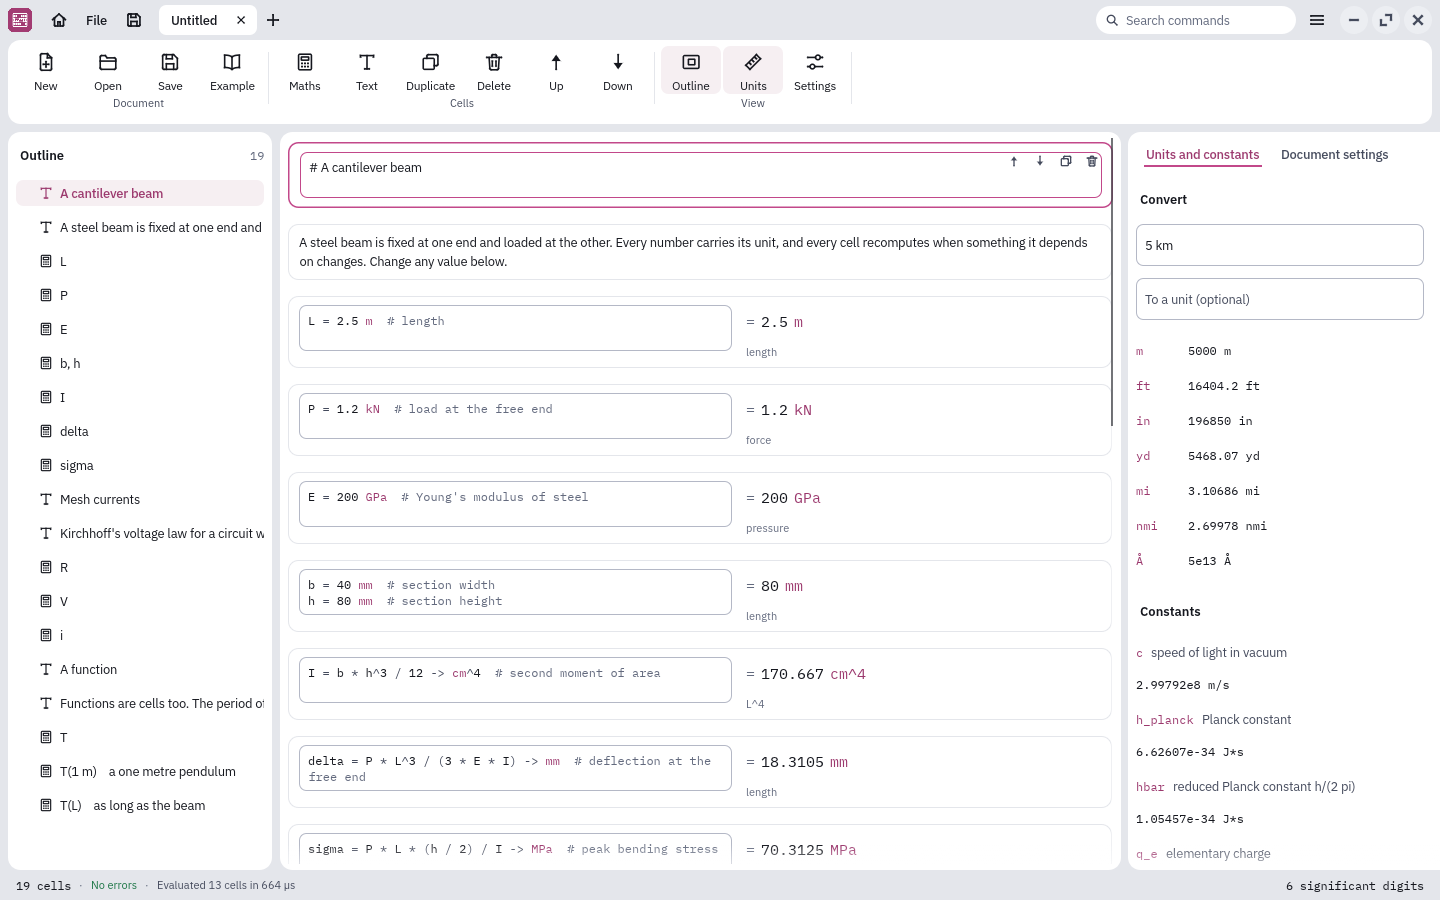 File
Untitled
Search commands
New
Open
Save
Example
Document
Maths
Text
Duplicate
Delete
Up
Down
Cells
Outline
Units
Settings
View
Outline
19
A cantilever beam
A steel beam is fixed at one end and
L
P
E
b, h
I
delta
sigma
Mesh currents
Kirchhoff's voltage law for a circuit w
R
V
i
A function
Functions are cells too. The period of
T
T(1 m) a one metre pendulum
T(L) as long as the beam
# A cantilever beam
A steel beam is fixed at one end and loaded at the other. Every number carries its unit, and every cell recomputes when something it depends
on changes. Change any value below.
L = 2.5 m # length
= 2.5 m
length
P = 1.2 kN # load at the free end
= 1.2 kN
force
E = 200 GPa # Young's modulus of steel
= 200 GPa
pressure
b = 40 mm # section width
h = 80 mm # section height
= 80 mm
length
I = b * h^3 / 12 -> cm^4 # second moment of area
= 170.667 cm^4
L^4
delta = P * L^3 / (3 * E * I) -> mm # deflection at the
free end
= 18.3105 mm
length
sigma = P * L * (h / 2) / I -> MPa # peak bending stress
= 70.3125 MPa
Units and constants
Document settings
Convert
5 km
To a unit (optional)
m 5000 m
ft 16404.2 ft
in 196850 in
yd 5468.07 yd
mi 3.10686 mi
nmi 2.69978 nmi
Å 5e13 Å
Constants
c speed of light in vacuum
2.99792e8 m/s
h_planck Planck constant
6.62607e-34 J*s
hbar reduced Planck constant h/(2 pi)
1.05457e-34 J*s
q_e elementary charge
19 cells · No errors · Evaluated 13 cells in 664 µs
6 significant digits